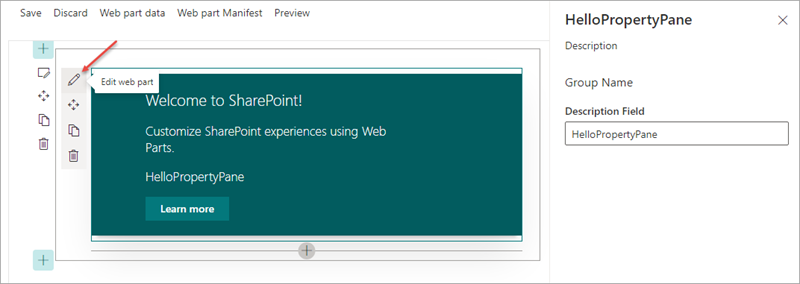 Save Discard Web part data Web part Manifest Preview
Edit web part
Welcome to SharePoint!
Customize SharePoint experiences using Web
Parts.
HelloPropertyPane
Learn more
HelloPropertyPane
Description
Group Name
Description Field
HelloPropertyPane